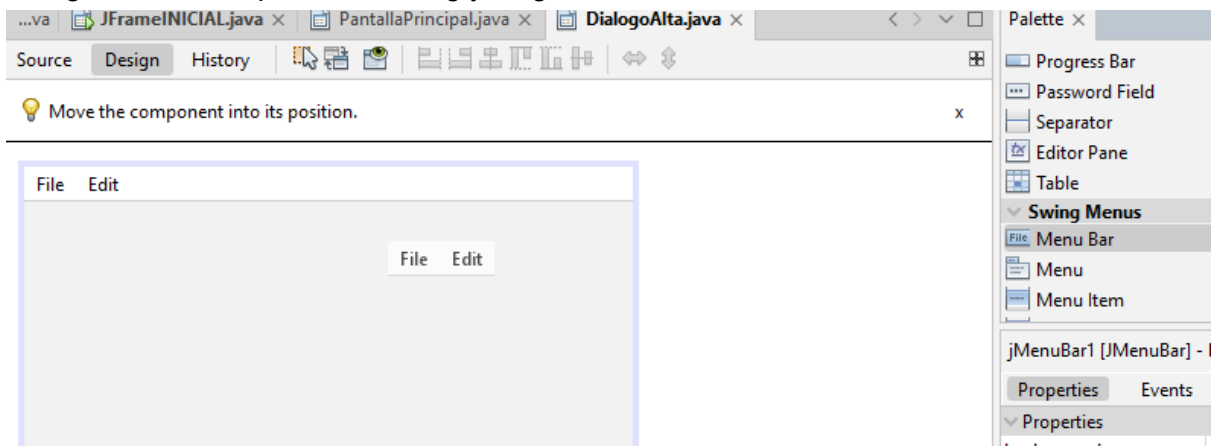 ...va JFrameINICIAL.java × PantallaPrincipal.java × DialogoAlta.java ×
Palette ×
Source Design History
Progress Bar
Password Field
Move the component into its position. x
Separator
Editor Pane
Table
File Edit
Swing Menus
File Menu Bar
File Edit
Menu
Menu Item
jMenuBar1 [JMenuBar] -
Properties Events
Properties